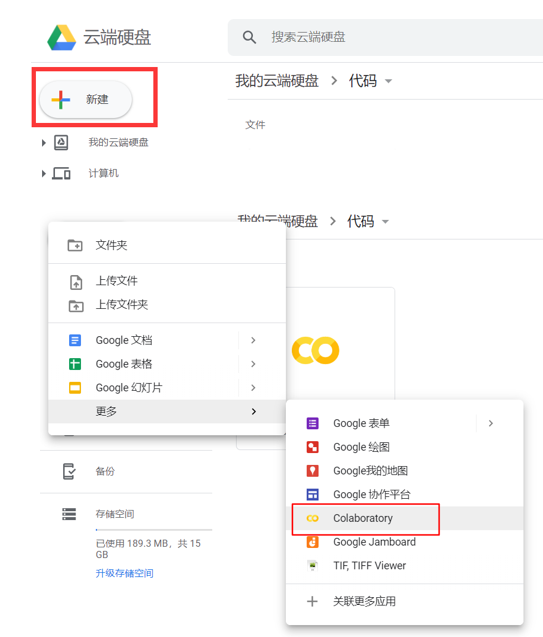 云端硬盘
搜索云端硬盘
我的云端硬盘 > 代码
新建
文件
我的云端硬盘
计算机
我的云端硬盘 > 代码
文件夹
上传文件
上传文件夹
Google 文档
Google 表格
Google 幻灯片
更多
Google 表单
Google 绘图
Google我的地图
Google 协作平台
Colaboratory
Google Jamboard
TIF, TIFF Viewer
关联更多应用
备份
存储空间
已使用 189.3 MB，共 15
GB
升级存储空间